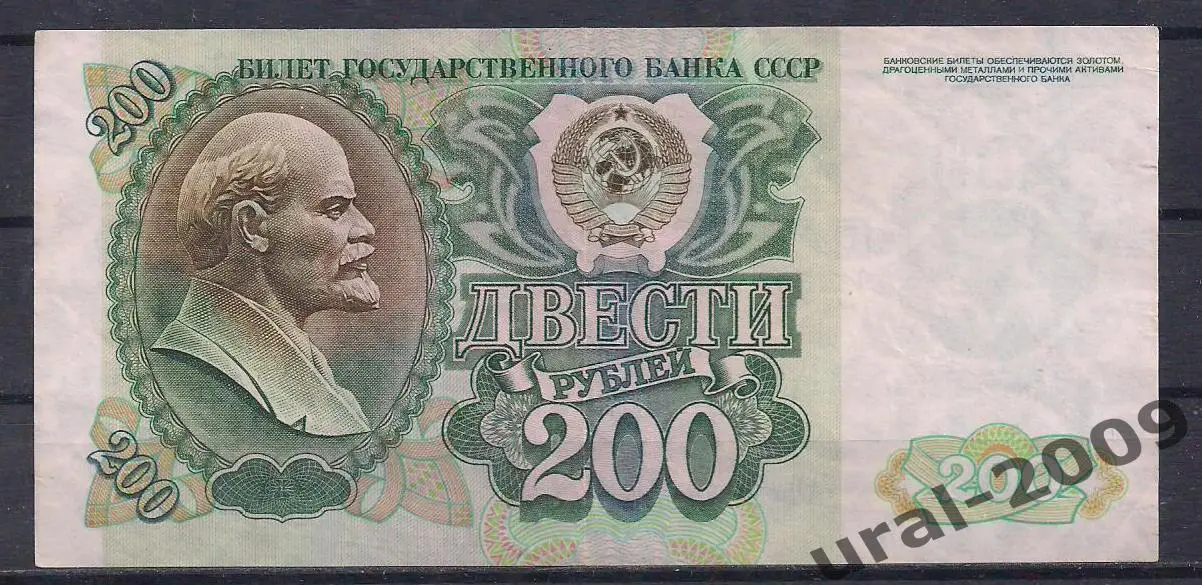 БИЛЕТ ГОСУДАРСТВЕННОГО БАНКА СССР
БАНКОВСКИЕ БИЛЕТЫ ОБЕСПЕЧИВАЮТСЯ ЗОЛОТОМ,
ДРАГОЦЕННЫМИ МЕТАЛЛАМИ И ПРОЧИМИ АКТИВАМИ
ГОСУДАРСТВЕННОГО БАНКА
200
ДВЕСТИ
РУБЛЕЙ
200
200
200
ural-2009